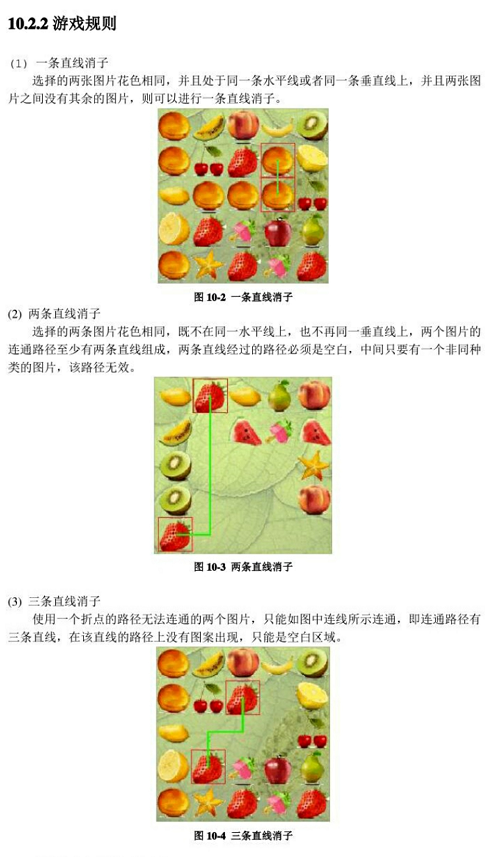 10.2.2 游戏规则
(1) 一条直线消子
选择的两张图片花色相同，并且处于同一条水平线或者同一条垂直线上，并且两张图
片之间没有其余的图片，则可以进行一条直线消子。
图 10-2 一条直线消子
(2) 两条直线消子
选择的两条图片花色相同，既不在同一水平线上，也不再同一垂直线上，两个图片的
连通路径至少有两条直线组成，两条直线经过的路径必须是空白，中间只要有一个非同种
类的图片，该路径无效。
图 10-3 两条直线消子
(3) 三条直线消子
使用一个折点的路径无法连通的两个图片，只能如图中连线所示连通，即连通路径有
三条直线，在该直线的路径上没有图案出现，只能是空白区域。
图 10-4 三条直线消子